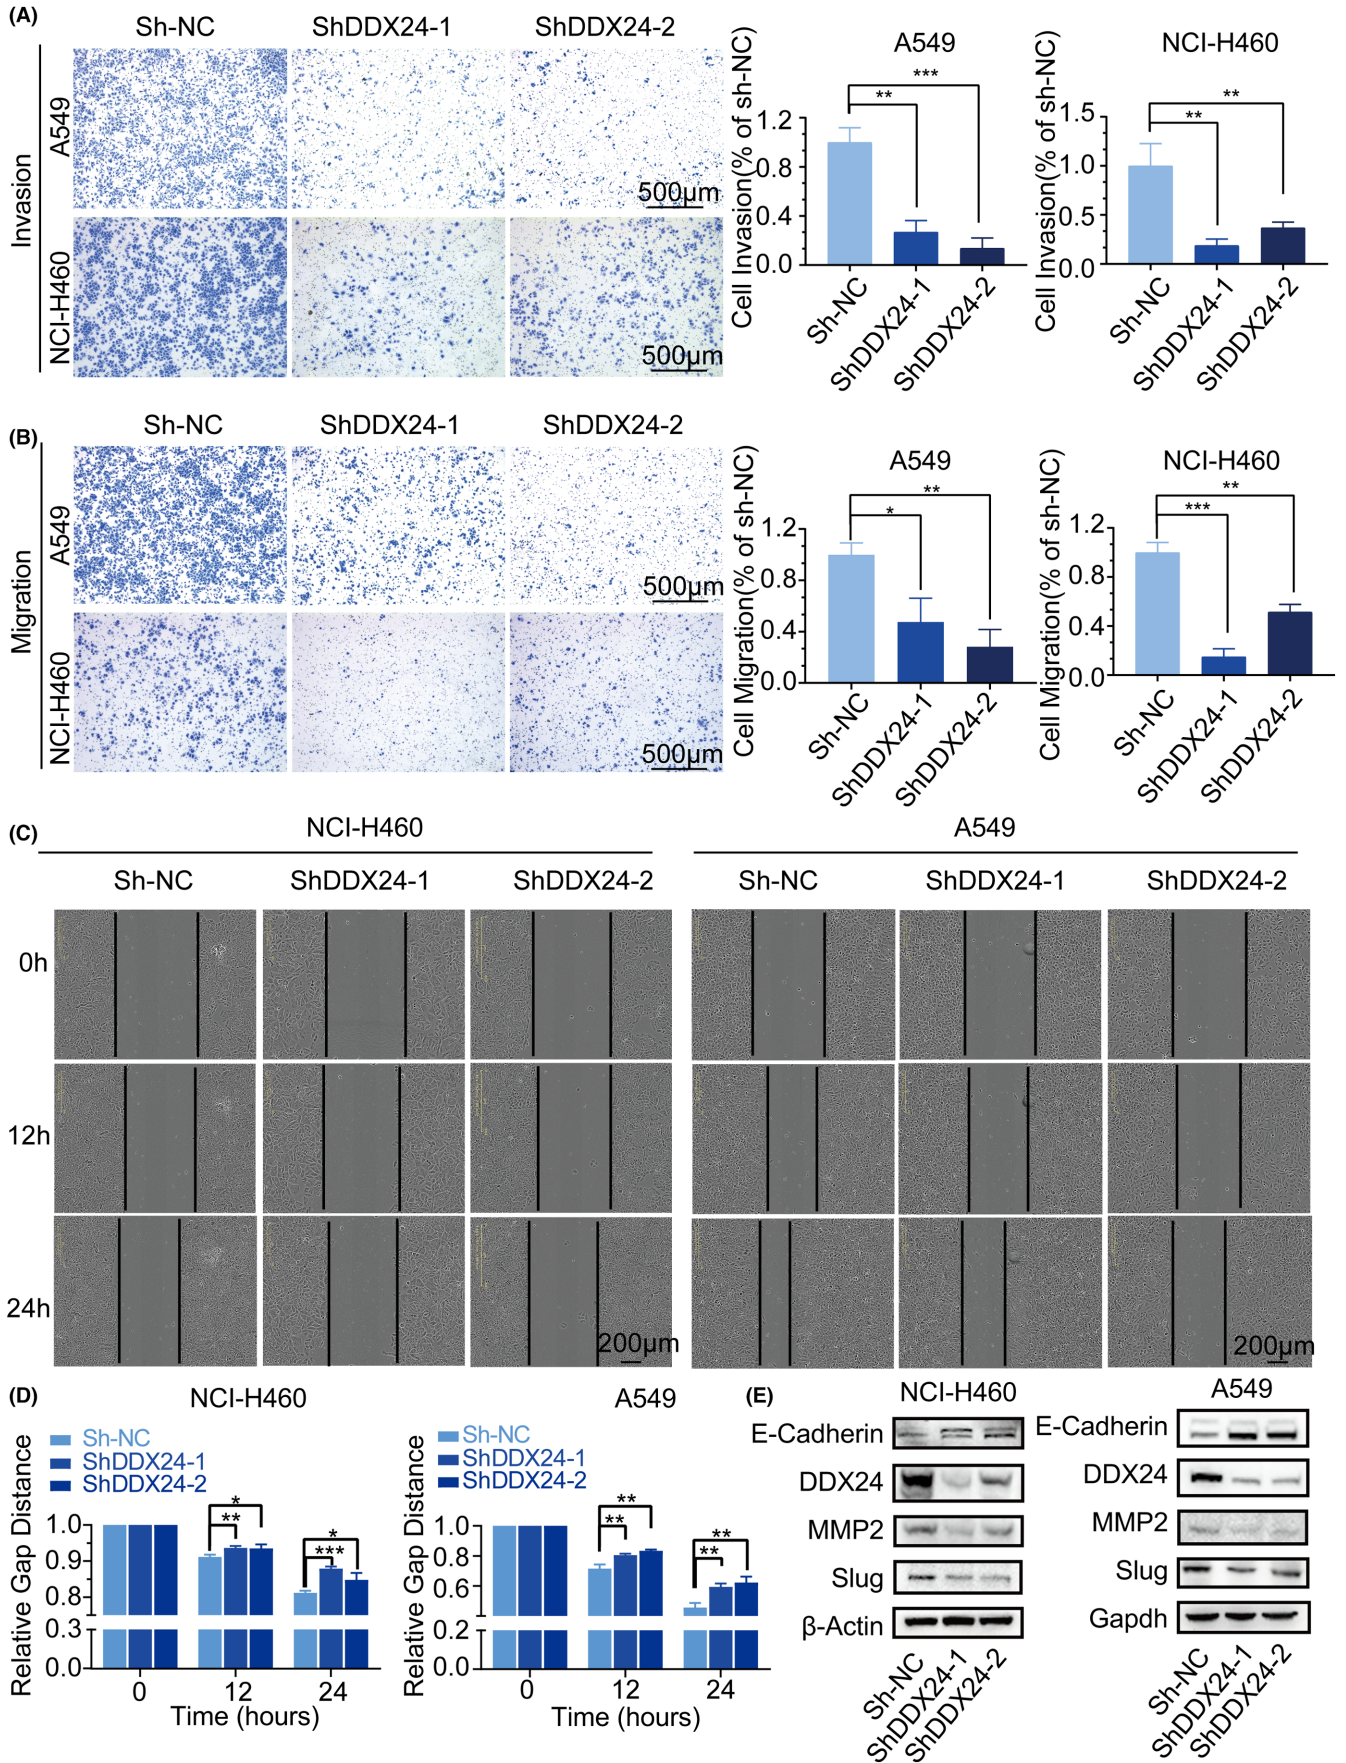 (A)
Sh-NC ShDDX24-1 ShDDX24-2
Invasion
A549
500µm
NCI-H460
500µm
A549
Cell Invasion(% of sh-NC)
***
**
1.2
0.8
0.4
0.0
Sh-NC
ShDDX24-1
ShDDX24-2
NCI-H460
Cell Invasion(% of sh-NC)
**
**
1.5
1.0
0.5
0.0
Sh-NC
ShDDX24-1
ShDDX24-2
(B)
Sh-NC ShDDX24-1 ShDDX24-2
Migration
A549
500µm
NCI-H460
500µm
A549
Cell Migration(% of sh-NC)
**
*
1.2
0.8
0.4
0.0
Sh-NC
ShDDX24-1
ShDDX24-2
NCI-H460
Cell Migration(% of sh-NC)
**
***
1.2
0.8
0.4
0.0
Sh-NC
ShDDX24-1
ShDDX24-2
(C)
NCI-H460 A549
Sh-NC ShDDX24-1 ShDDX24-2 Sh-NC ShDDX24-1 ShDDX24-2
0h
12h
24h
200µm 200µm
(D)
NCI-H460
Sh-NC
ShDDX24-1
ShDDX24-2
Relative Gap Distance
*
**
*
***
1.0
0.9
0.8
0.3
0.0
0 12 24
Time (hours)
A549
Sh-NC
ShDDX24-1
ShDDX24-2
Relative Gap Distance
**
**
**
**
1.0
0.8
0.6
0.2
0.0
0 12 24
Time (hours)
(E)
NCI-H460
E-Cadherin
DDX24
MMP2
Slug
β-Actin
Sh-NC
ShDDX24-1
ShDDX24-2
A549
E-Cadherin
DDX24
MMP2
Slug
Gapdh
Sh-NC
ShDDX24-1
ShDDX24-2